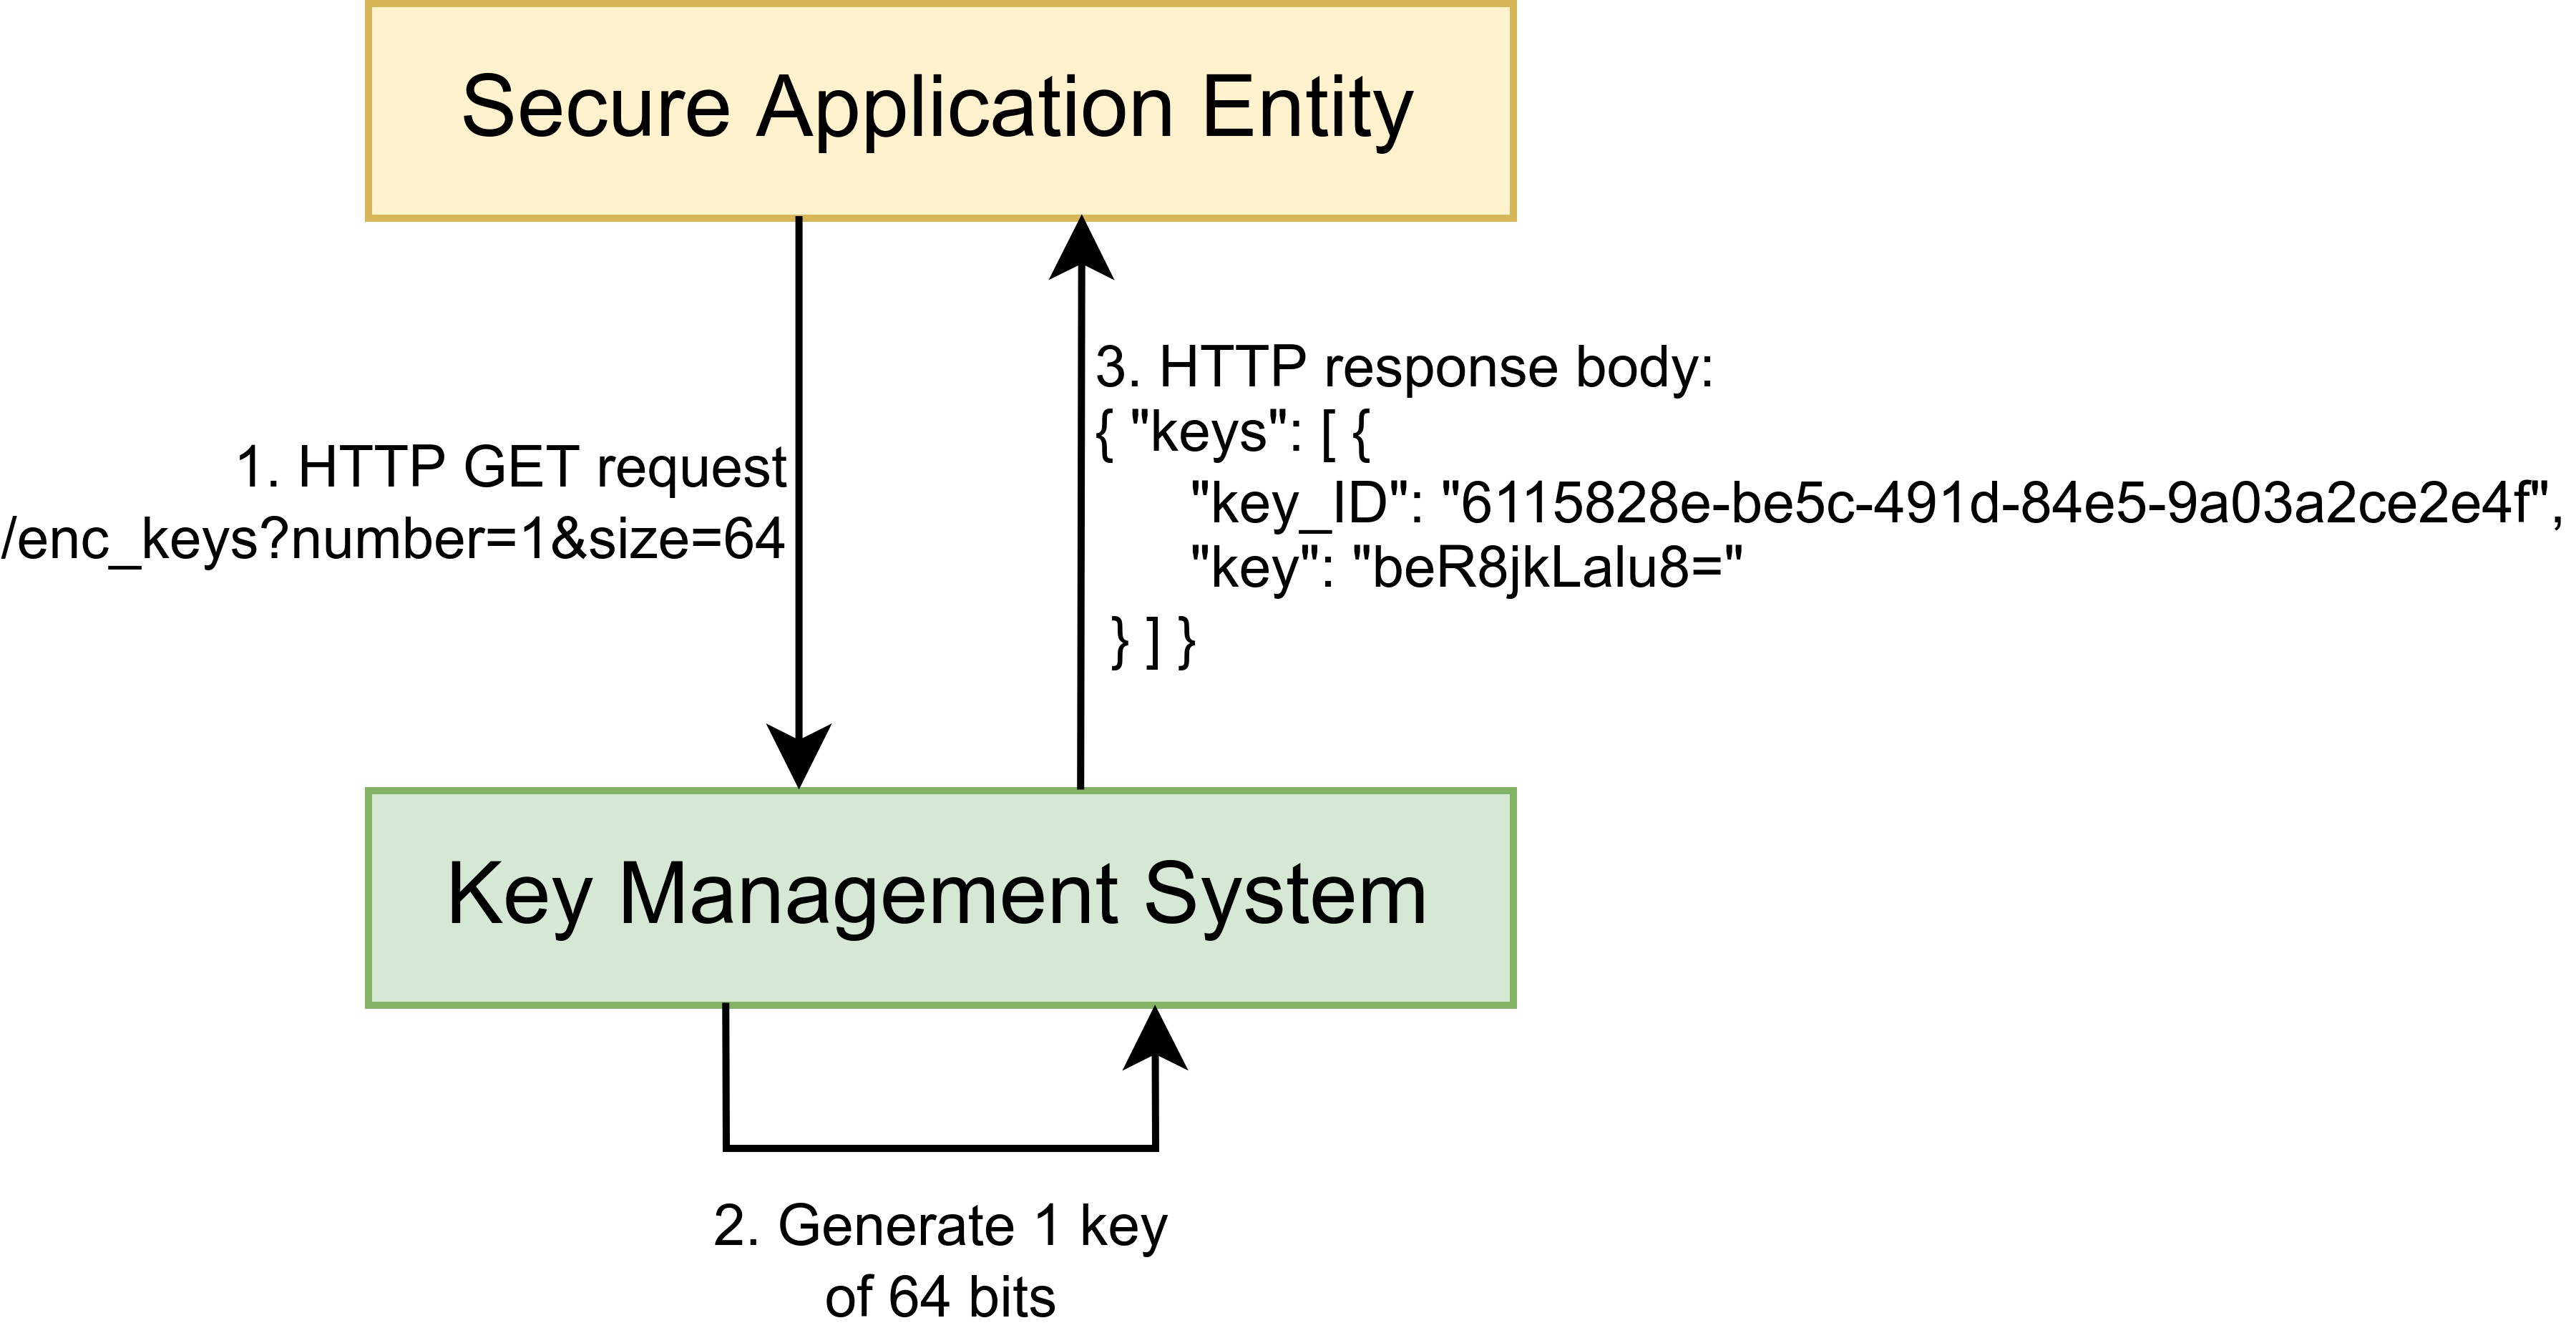 Secure Application Entity
1. HTTP GET request
/enc_keys?number=1&size=64
3. HTTP response body:
{ "keys": [ {
"key_ID": "6115828e-be5c-491d-84e5-9a03a2ce2e4f",
"key": "beR8jkLalu8="
} ] }
Key Management System
2. Generate 1 key
of 64 bits